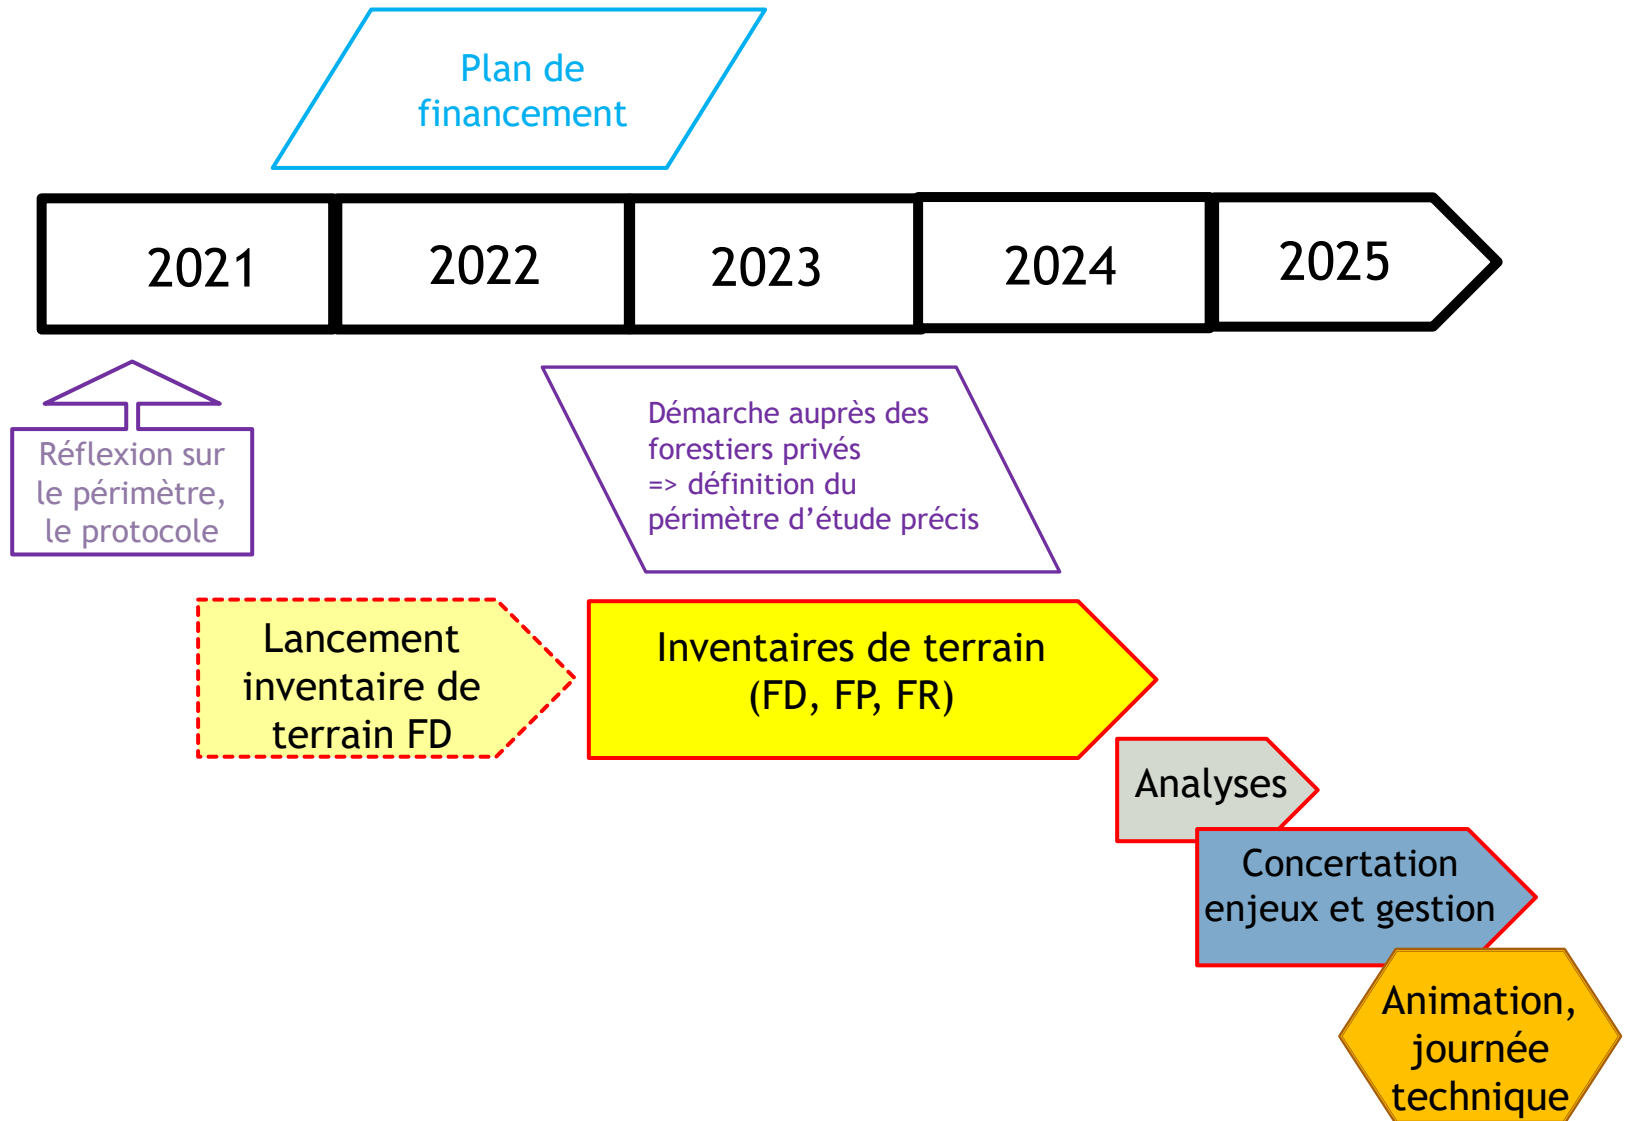 Plan de
financement
2021
2022
2023
2024
2025
Réflexion sur
le périmètre,
le protocole
Démarche auprès des
forestiers privés
=> définition du
périmètre d’étude précis
Lancement
inventaire de
terrain FD
Inventaires de terrain
(FD, FP, FR)
Analyses
Concertation
enjeux et gestion
Animation,
journée
technique